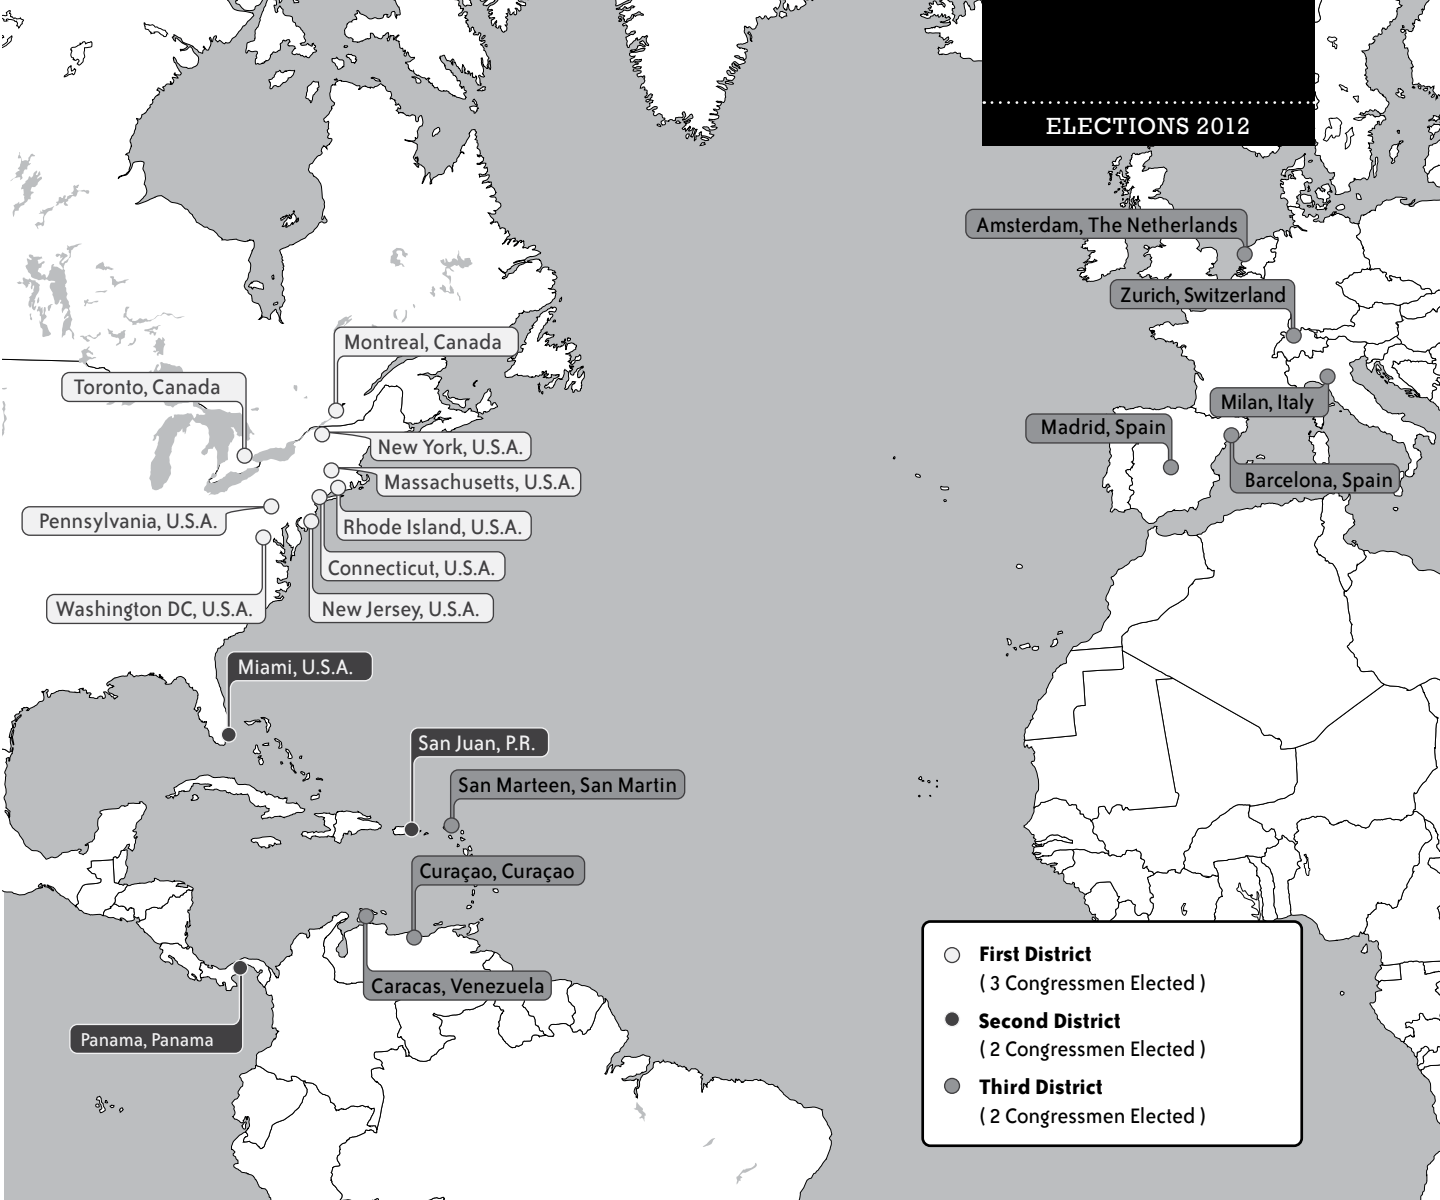 ELECTIONS 2012
Amsterdam, The Netherlands
Zurich, Switzerland
Montreal, Canada
Toronto, Canada
Milan, Italy
Madrid, Spain
New York, U.S.A.
Massachusetts, U.S.A.
Barcelona, Spain
Pennsylvania, U.S.A.
Rhode Island, U.S.A.
Connecticut, U.S.A.
Washington DC, U.S.A.
New Jersey, U.S.A.
Miami, U.S.A.
San Juan, P.R.
San Marteen, San Martin
Curaçao, Curaçao
Caracas, Venezuela
Panama, Panama
First District
( 3 Congressmen Elected )
Second District
( 2 Congressmen Elected )
Third District
( 2 Congressmen Elected )